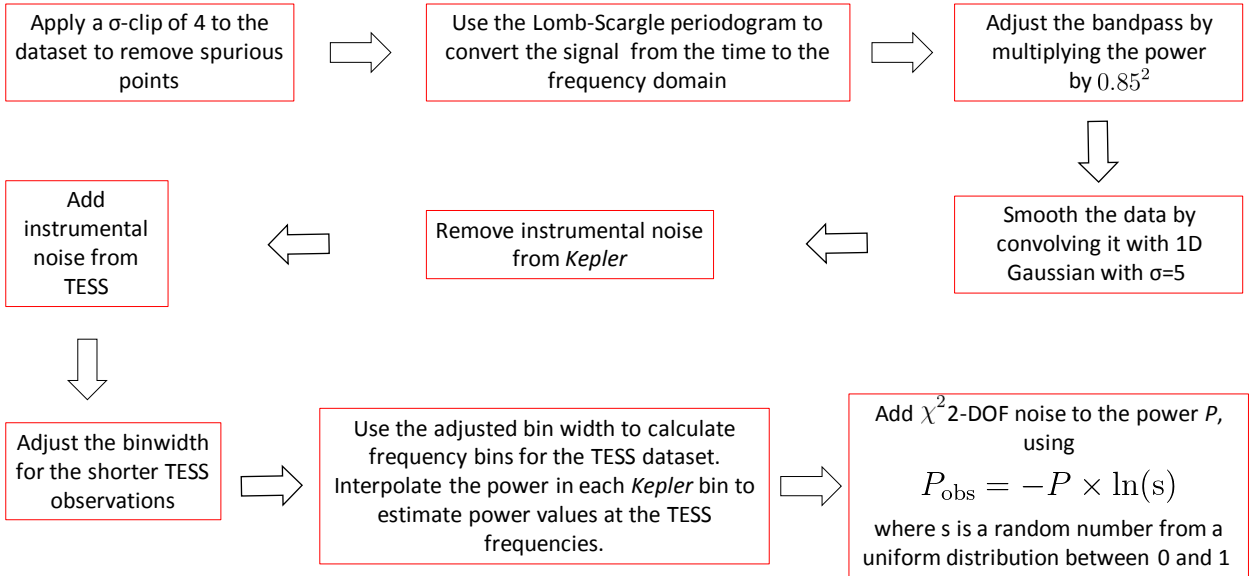 Apply a σ-clip of 4 to the
dataset to remove spurious
points
Use the Lomb-Scargle periodogram to
convert the signal from the time to the
frequency domain
Adjust the bandpass by
multiplying the power
by 0.85²
Smooth the data by
convolving it with 1D
Gaussian with σ=5
Remove instrumental noise
from Kepler
Add
instrumental
noise from
TESS
Adjust the binwidth
for the shorter TESS
observations
Use the adjusted bin width to calculate
frequency bins for the TESS dataset.
Interpolate the power in each Kepler bin to
estimate power values at the TESS
frequencies.
Add χ² 2-DOF noise to the power P,
using
P_obs = −P × ln(s)
where s is a random number from a
uniform distribution between 0 and 1